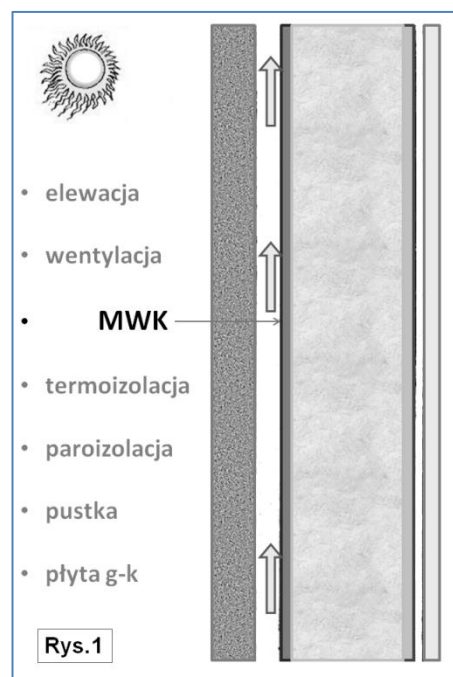 • elewacja
• wentylacja
• MWK
• termoizolacja
• paroizolacja
• pustka
• płyta g-k
Rys.1